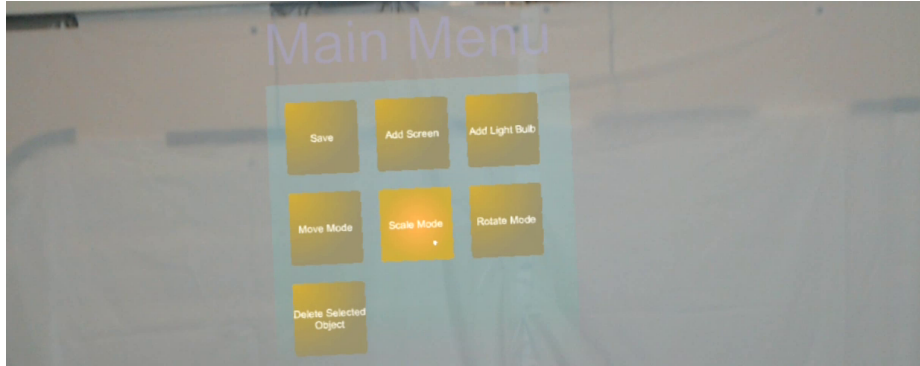 Main Menu
Save
Add Screen
Add Light Bulb
Move Mode
Scale Mode
Rotate Mode
Delete Selected
Object